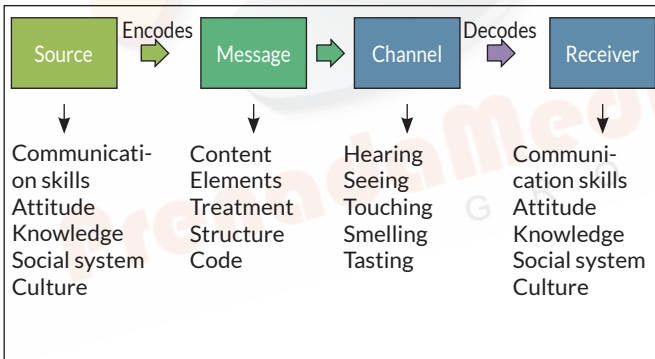 Encodes
Decodes
Source
Message
Channel
Receiver
Communicati-
on skills
Attitude
Knowledge
Social system
Culture
Content
Elements
Treatment
Structure
Code
Hearing
Seeing
Touching
Smelling
Tasting
Communi-
cation skills
Attitude
Knowledge
Social system
Culture
PrenadaMedi
G